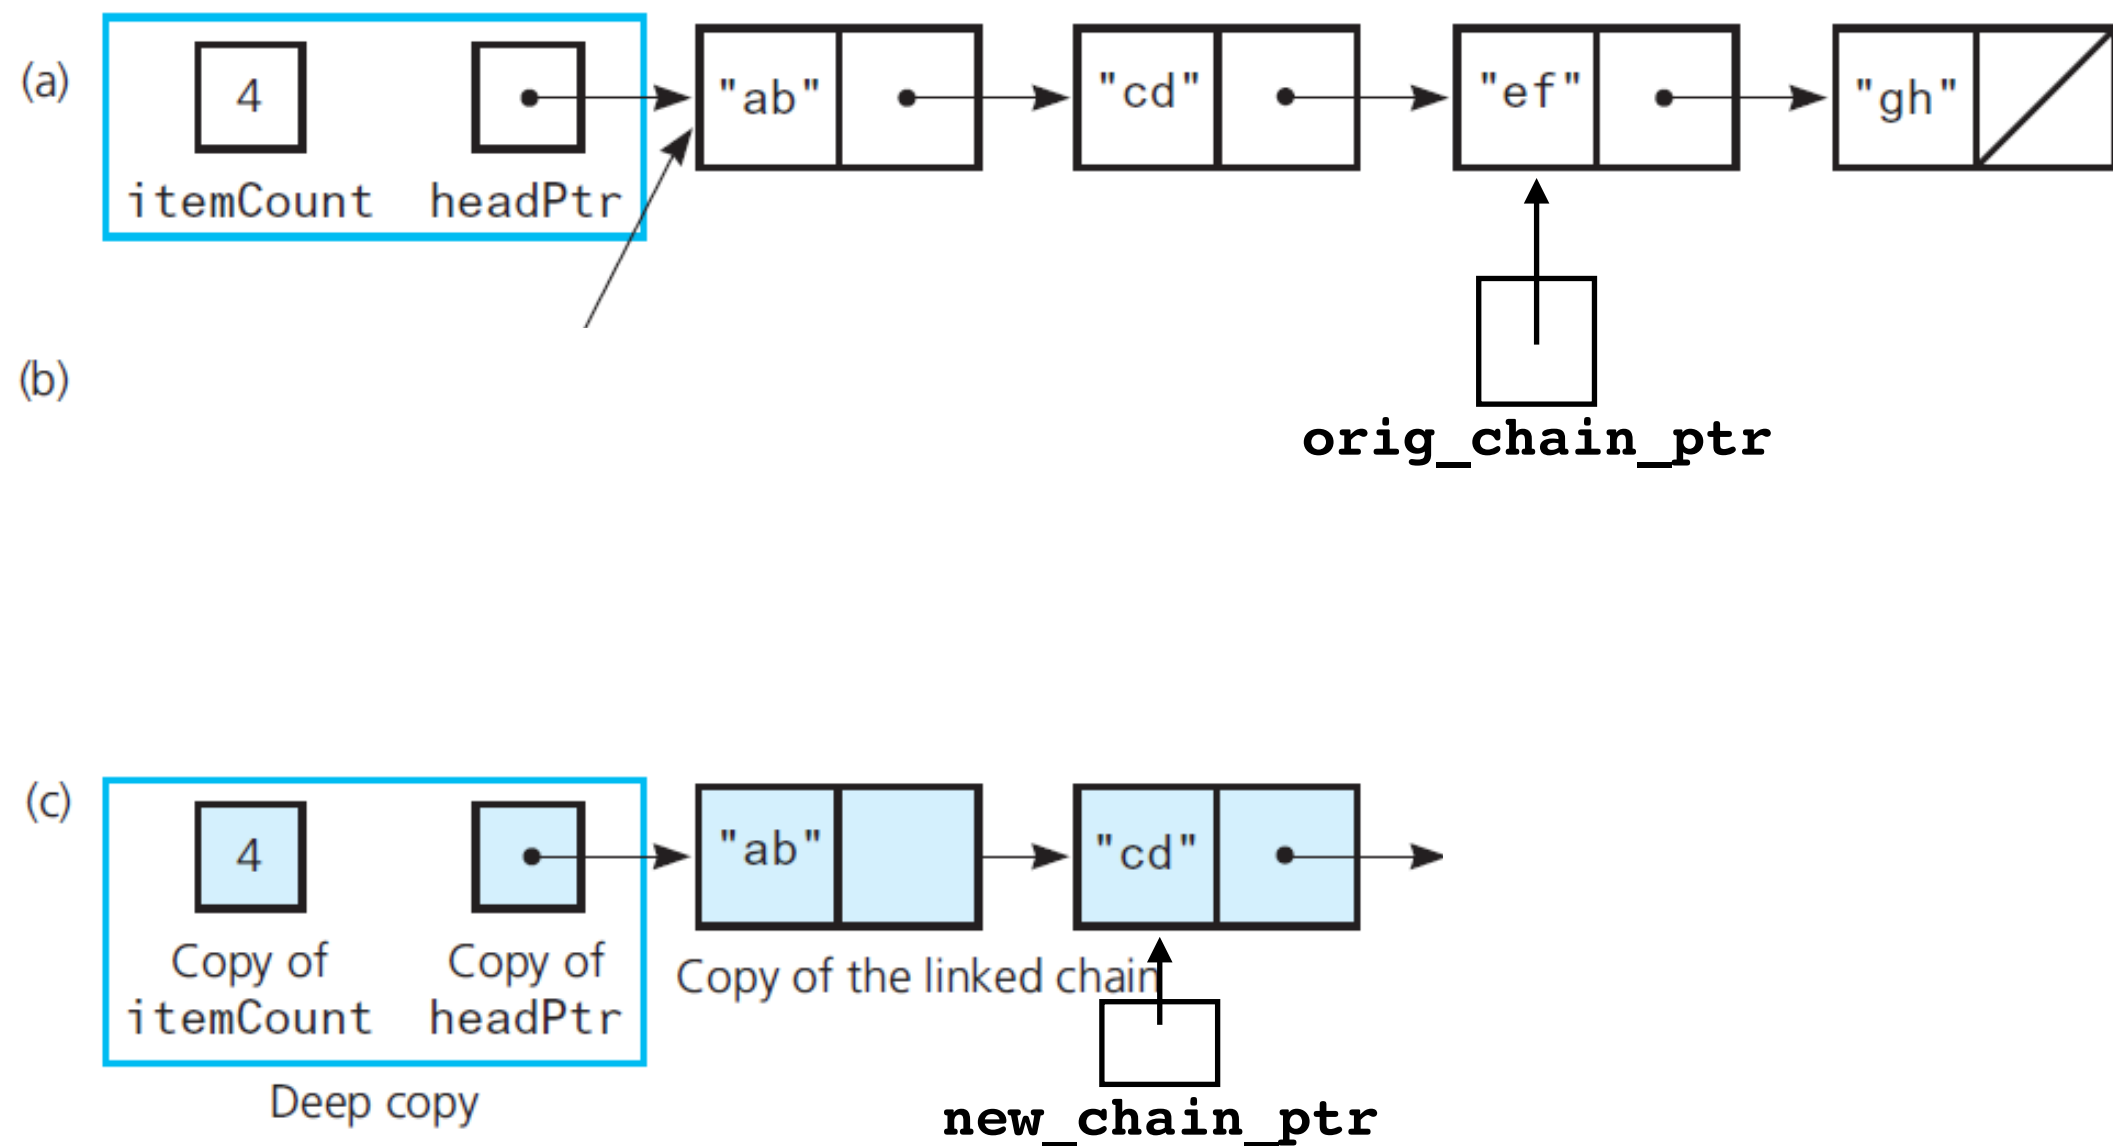 (a)
4
"ab"
"cd"
"ef"
"gh"
itemCount headPtr
(b)
orig_chain_ptr
(c)
4
"ab"
"cd"
Copy of itemCount
Copy of headPtr
Copy of the linked chain
Deep copy
new_chain_ptr